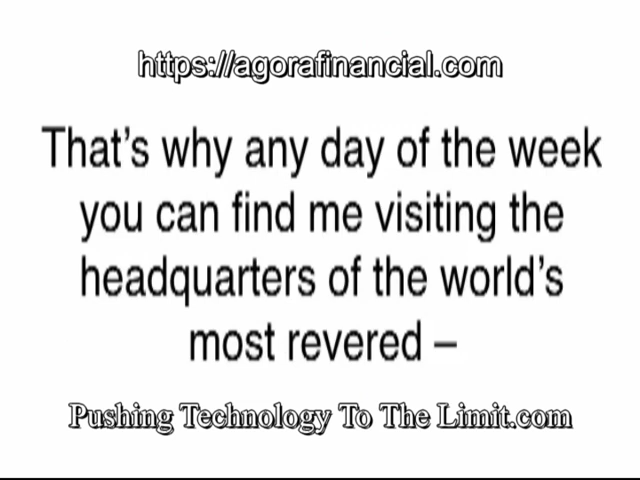 https://agorafinancial.com
That’s why any day of the week
you can find me visiting the
headquarters of the world’s
most revered –
Pushing Technology To The Limit.com